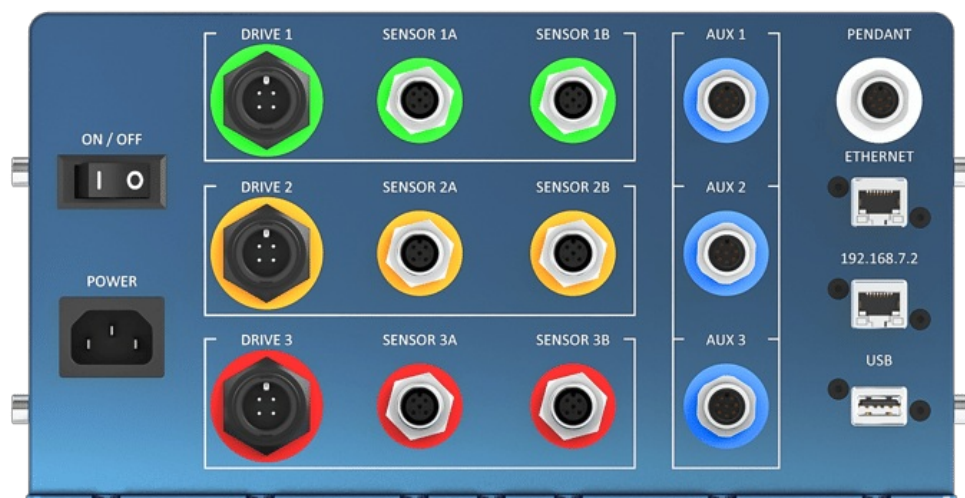 DRIVE 1
SENSOR 1A
SENSOR 1B
AUX 1
PENDANT
ON / OFF
I O
ETHERNET
DRIVE 2
SENSOR 2A
SENSOR 2B
AUX 2
192.168.7.2
POWER
DRIVE 3
SENSOR 3A
SENSOR 3B
AUX 3
USB